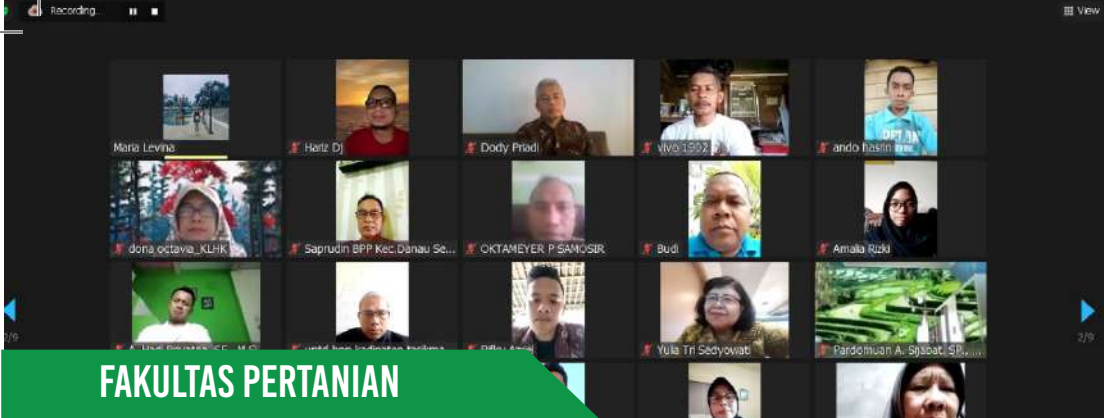 Recording...
View
Maria Levina
Hariz Dj
Dody Priadi
vivo 1902
ando hasrin
dona octavia_KLHK
Saprudin BPP Kec.Danau Se...
OKTAMEYER P SAMOSIR
Budi
Amalia Rizki
2/9
Yulia Tri Sedyowati
Pardomuan A. Sijabat, SP., ...
2/9
FAKULTAS PERTANIAN